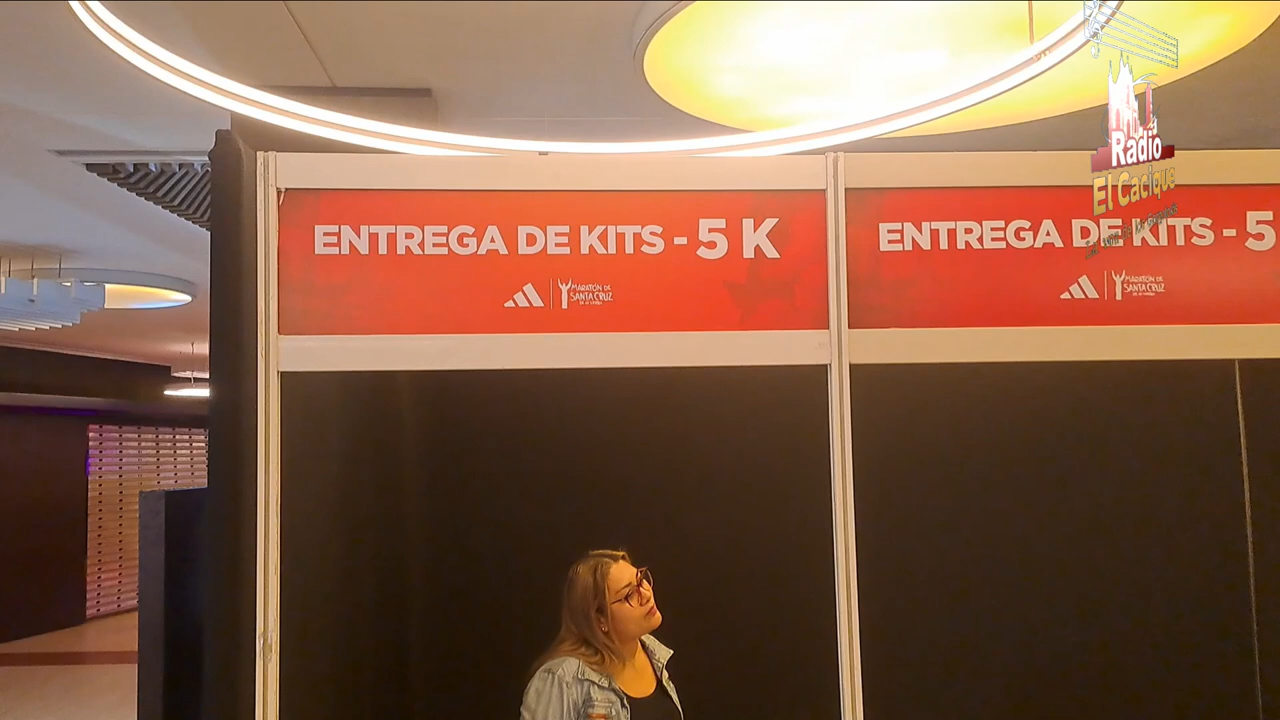 ENTREGA DE KITS - 5 K
MARATÓN DE
SANTA CRUZ
ENTREGA DE KITS - 5
MARATÓN DE
SANTA CRUZ
Radio
El Cacique